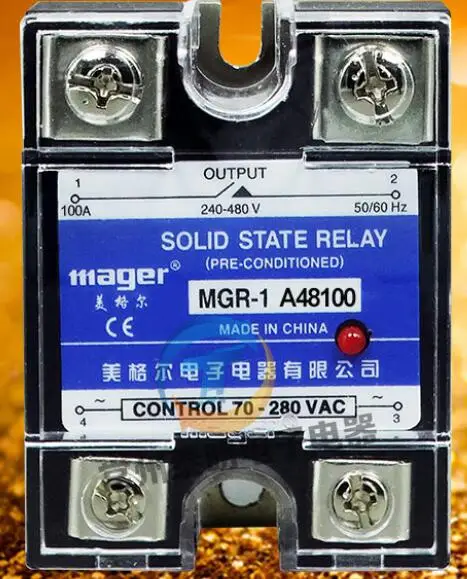 OUTPUT
1 2
100A 240-480 V 50/60 Hz
SOLID STATE RELAY
(PRE-CONDITIONED)
mager®
美格尔
MGR-1 A48100
CE
MADE IN CHINA
美格尔电子电器有限公司
~ CONTROL 70 - 280 VAC ~
4 3
mager